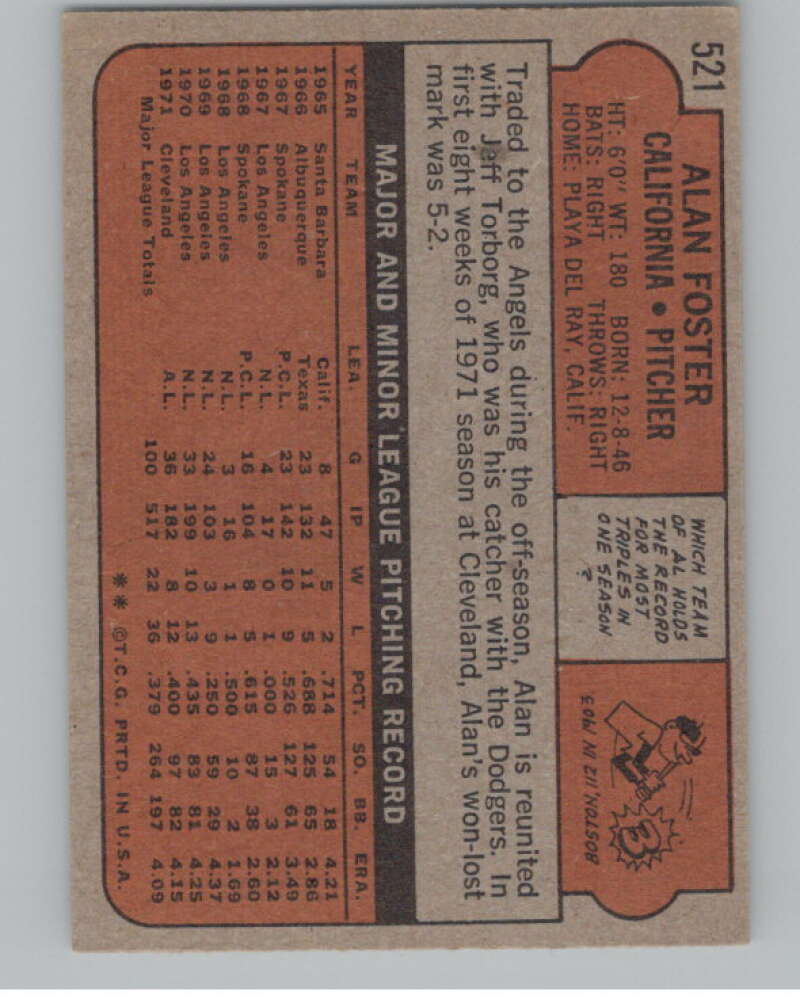 521
ALAN FOSTER
CALIFORNIA • PITCHER
HT: 6'0" WT: 180 BORN: 12-8-46
BATS: RIGHT THROWS: RIGHT
HOME: PLAYA DEL RAY, CALIF.
WHICH TEAM
OF AL HOLDS
THE RECORD
FOR MOST
TRIPLES IN
ONE SEASON
?
B
BOSTON, 112 IN '03
Traded to the Angels during the off-season, Alan is reunited
with Jeff Torborg, who was his catcher with the Dodgers. In
first eight weeks of 1971 season at Cleveland, Alan's won-lost
mark was 5-2.
MAJOR AND MINOR LEAGUE PITCHING RECORD
YEAR TEAM LEA. G IP W L PCT. SO. BB. ERA.
1965 Santa Barbara Calif. 8 47 5 2 .714 54 18 4.21
1966 Albuquerque Texas 23 132 11 5 .688 125 65 2.86
1967 Spokane P.C.L. 23 142 10 9 .526 127 61 3.49
1967 Los Angeles N.L. 4 17 0 1 .000 15 3 2.12
1968 Spokane P.C.L. 16 104 8 5 .615 87 38 2.60
1968 Los Angeles N.L. 3 16 1 1 .500 10 2 1.69
1969 Los Angeles N.L. 24 103 3 9 .250 59 29 4.37
1970 Los Angeles N.L. 33 199 10 13 .435 83 81 4.25
1971 Cleveland A.L. 36 182 8 12 .400 97 82 4.15
Major League Totals 100 517 22 36 .379 264 197 4.09
** ©T.C.G. PRTD. IN U.S.A.